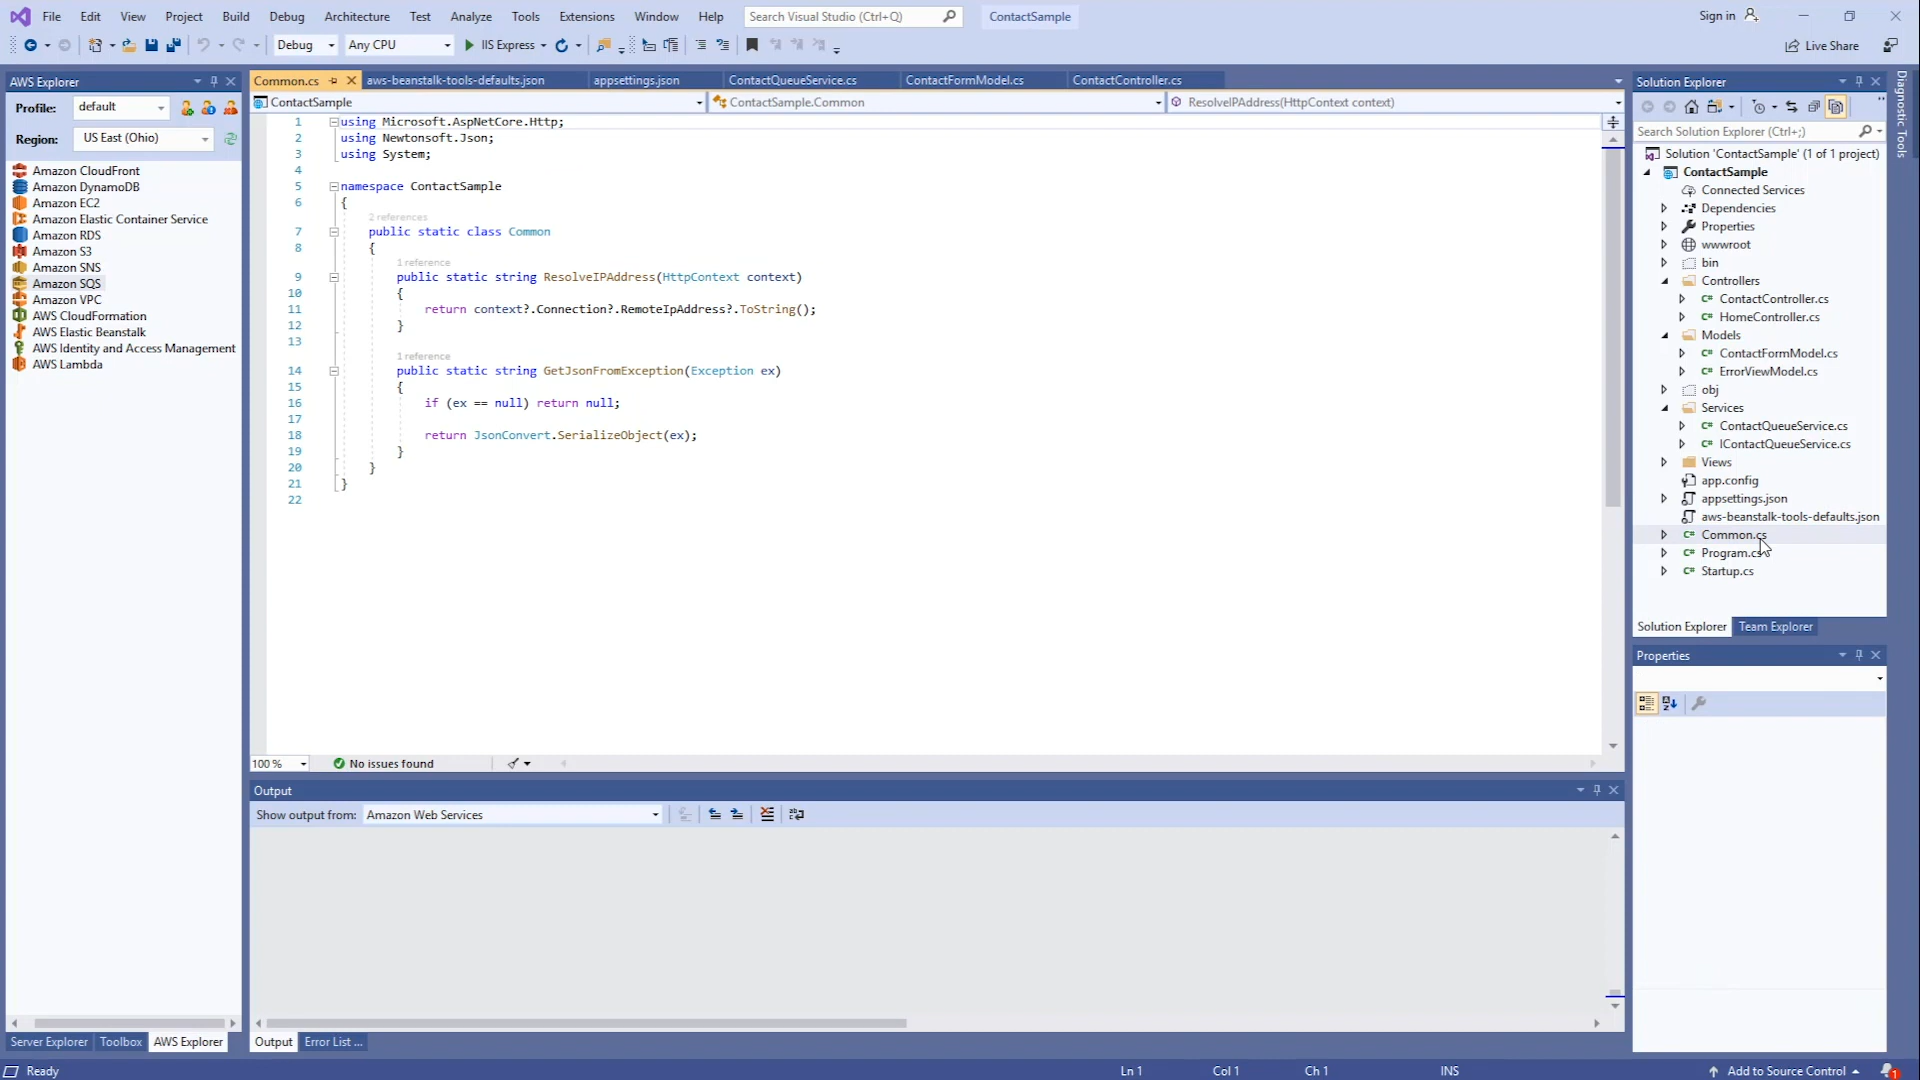 File Edit View Project Build Debug Architecture Test Analyze Tools Extensions Window Help Search Visual Studio (Ctrl+Q) ContactSample Sign in
Debug Any CPU IIS Express Live Share
AWS Explorer
Profile: default
Region: US East (Ohio)
Amazon CloudFront
Amazon DynamoDB
Amazon EC2
Amazon Elastic Container Service
Amazon RDS
Amazon S3
Amazon SNS
Amazon SQS
Amazon VPC
AWS CloudFormation
AWS Elastic Beanstalk
AWS Identity and Access Management
AWS Lambda
Server Explorer Toolbox AWS Explorer
Common.cs aws-beanstalk-tools-defaults.json appsettings.json ContactQueueService.cs ContactFormModel.cs ContactController.cs
ContactSample ContactSample.Common ResolveIPAddress(HttpContext context)
1 using Microsoft.AspNetCore.Http;
2 using Newtonsoft.Json;
3 using System;
4
5 namespace ContactSample
6 {
2 references
7 public static class Common
8 {
1 reference
9 public static string ResolveIPAddress(HttpContext context)
10 {
11 return context?.Connection?.RemoteIpAddress?.ToString();
12 }
13
1 reference
14 public static string GetJsonFromException(Exception ex)
15 {
16 if (ex == null) return null;
17
18 return JsonConvert.SerializeObject(ex);
19 }
20 }
21 }
22
100 % No issues found
Output
Show output from: Amazon Web Services
Output Error List ...
Solution Explorer
Search Solution Explorer (Ctrl+;)
Solution 'ContactSample' (1 of 1 project)
ContactSample
Connected Services
Dependencies
Properties
wwwroot
bin
Controllers
C# ContactController.cs
C# HomeController.cs
Models
C# ContactFormModel.cs
C# ErrorViewModel.cs
obj
Services
C# ContactQueueService.cs
C# IContactQueueService.cs
Views
app.config
appsettings.json
aws-beanstalk-tools-defaults.json
C# Common.cs
C# Program.cs
C# Startup.cs
Solution Explorer Team Explorer
Properties
Diagnostic Tools
Ready Ln 1 Col 1 Ch 1 INS Add to Source Control 1